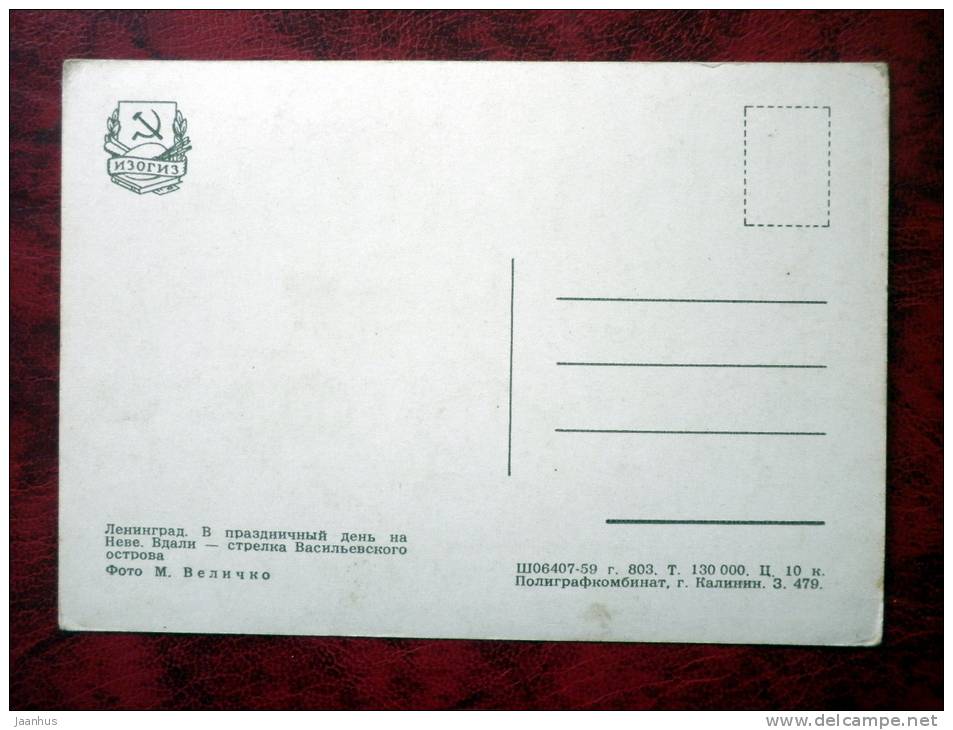 ИЗОГИЗ
Ленинград. В праздничный день на
Неве. Вдали — стрелка Васильевского
острова
Фото М. Величко
Ш06407-59 г. 803. Т. 130 000. Ц. 10 к.
Полиграфкомбинат, г. Калинин. З. 479.
Jaanhus
www.delcampe.net